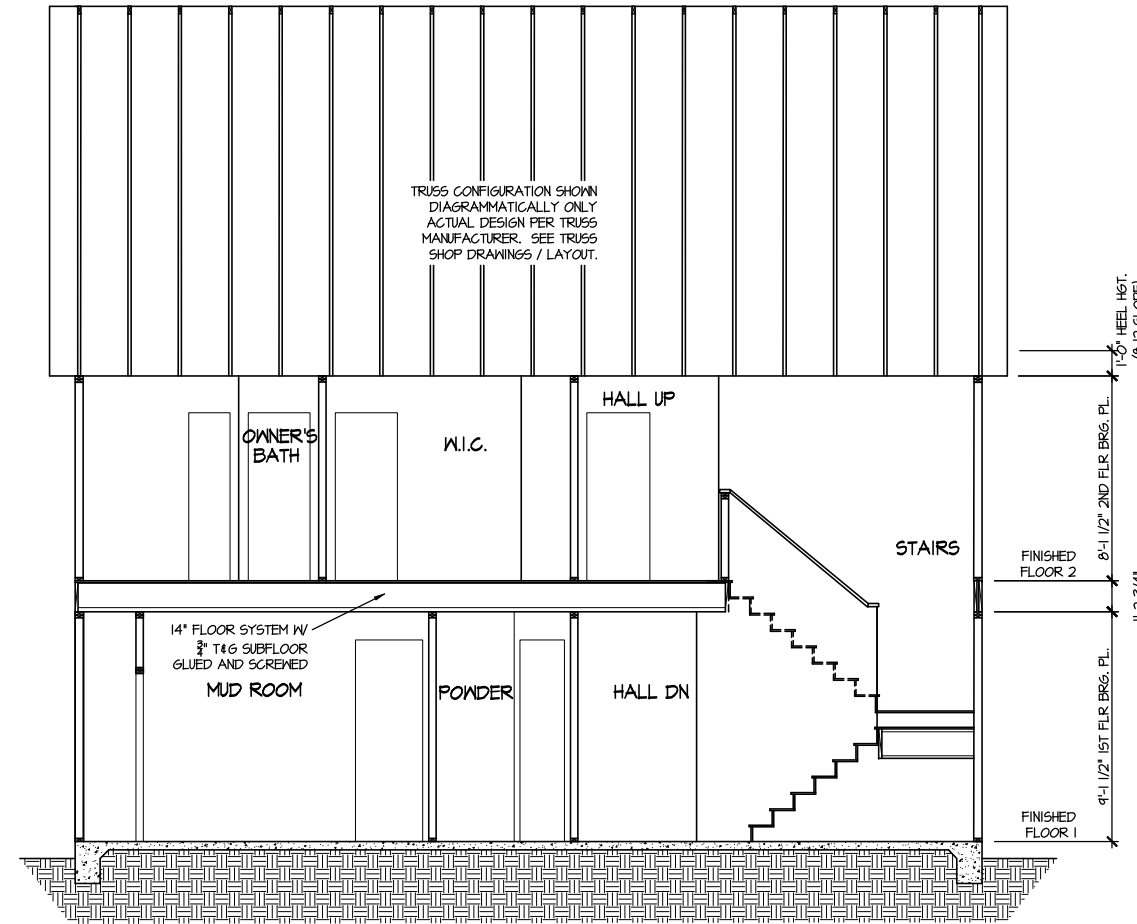 TRUSS CONFIGURATION SHOWN
DIAGRAMMATICALLY ONLY
ACTUAL DESIGN PER TRUSS
MANUFACTURER. SEE TRUSS
SHOP DRAWINGS / LAYOUT.
1'-0" HEEL HGT.
HALL UP
OWNER'S
BATH
W.I.C.
8'-1 1/2" 2ND FLR BRG. PL.
STAIRS
FINISHED
FLOOR 2
14" FLOOR SYSTEM W/
3/4" T&G SUBFLOOR
GLUED AND SCREWED
MUD ROOM
POWDER
HALL DN
9'-1 1/2" 1ST FLR BRG. PL.
FINISHED
FLOOR 1